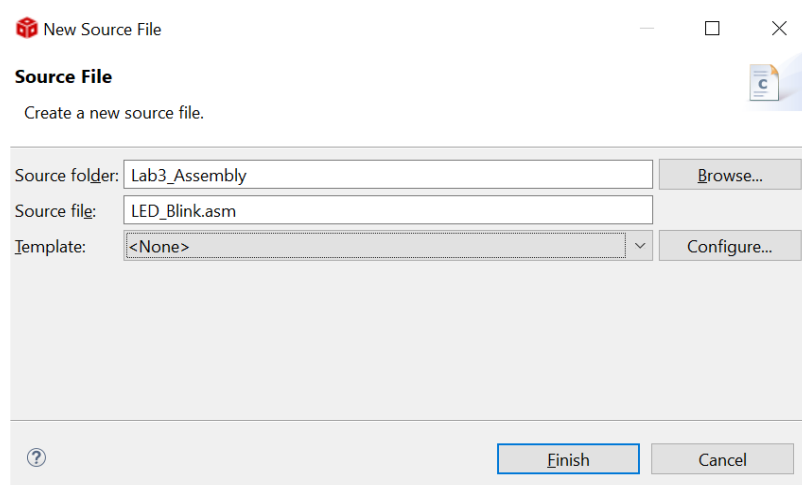 New Source File
Source File
Create a new source file.
C
Source folder: Lab3_Assembly Browse...
Source file: LED_Blink.asm
Template: <None> Configure...
? Finish Cancel